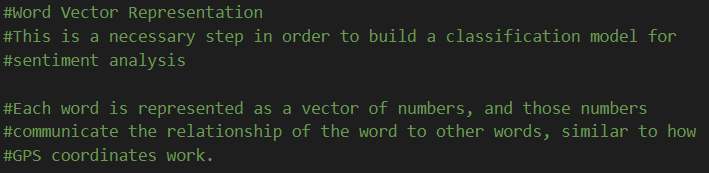 #Word Vector Representation
#This is a necessary step in order to build a classification model for
#sentiment analysis
#Each word is represented as a vector of numbers, and those numbers
#communicate the relationship of the word to other words, similar to how
#GPS coordinates work.